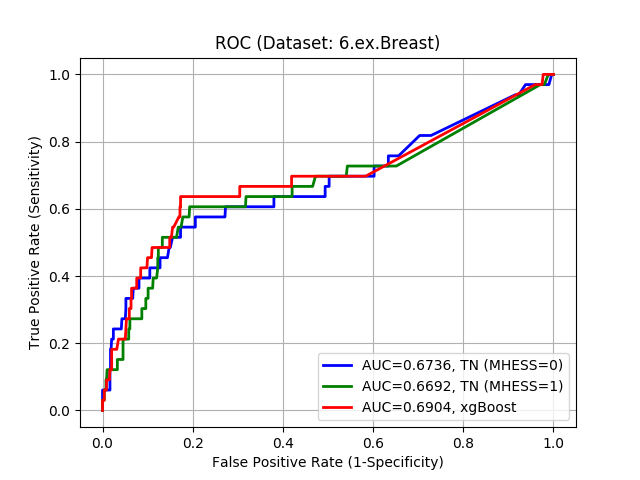 ROC (Dataset: 6.ex.Breast)
True Positive Rate (Sensitivity)
1.0
0.8
0.6
0.4
0.2
0.0
AUC=0.6736, TN (MHESS=0)
AUC=0.6692, TN (MHESS=1)
AUC=0.6904, xgBoost
0.0 0.2 0.4 0.6 0.8 1.0
False Positive Rate (1-Specificity)